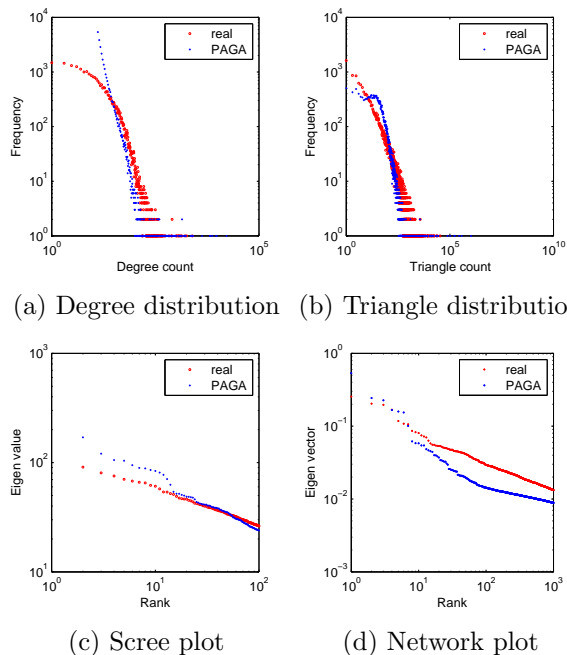 10^4
10^3
10^2
10^1
10^0
Frequency
10^0
10^5
Degree count
real
PAGA
(a) Degree distribution
10^4
10^3
10^2
10^1
10^0
Frequency
10^0
10^5
10^10
Triangle count
real
PAGA
(b) Triangle distributio
10^3
10^2
10^1
Eigen value
10^0
10^1
10^2
Rank
real
PAGA
(c) Scree plot
10^0
10^-1
10^-2
10^-3
Eigen vector
10^0
10^1
10^2
10^3
Rank
real
PAGA
(d) Network plot